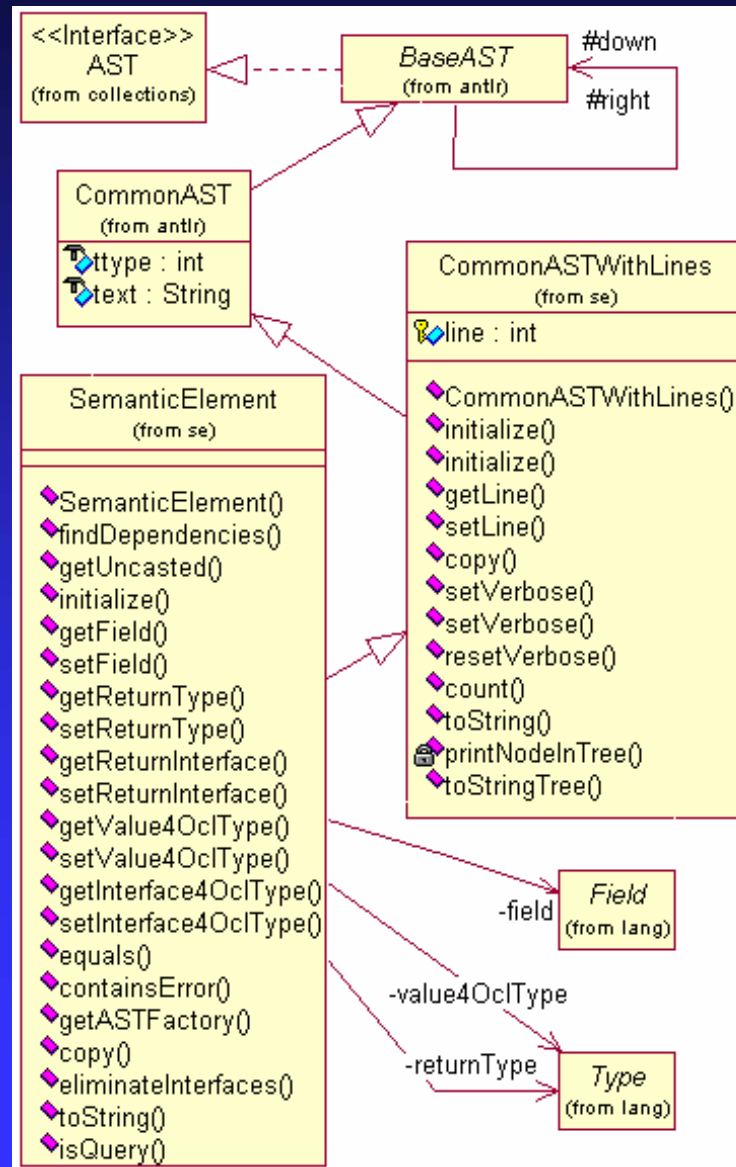 <<Interface>>
AST
(from collections)
BaseAST
(from antlr)
#down
#right
CommonAST
(from antlr)
ttype : int
text : String
CommonASTWithLines
(from se)
line : int
CommonASTWithLines()
initialize()
initialize()
getLine()
setLine()
copy()
setVerbose()
setVerbose()
resetVerbose()
count()
toString()
printNodeInTree()
toStringTree()
SemanticElement
(from se)
SemanticElement()
findDependencies()
getUncasted()
initialize()
getField()
setField()
getReturnType()
setReturnType()
getReturnInterface()
setReturnInterface()
getValue4OclType()
setValue4OclType()
getInterface4OclType()
setInterface4OclType()
equals()
containsError()
getASTFactory()
copy()
eliminateInterfaces()
toString()
isQuery()
-field
Field
(from lang)
-value4OclType
-returnType
Type
(from lang)